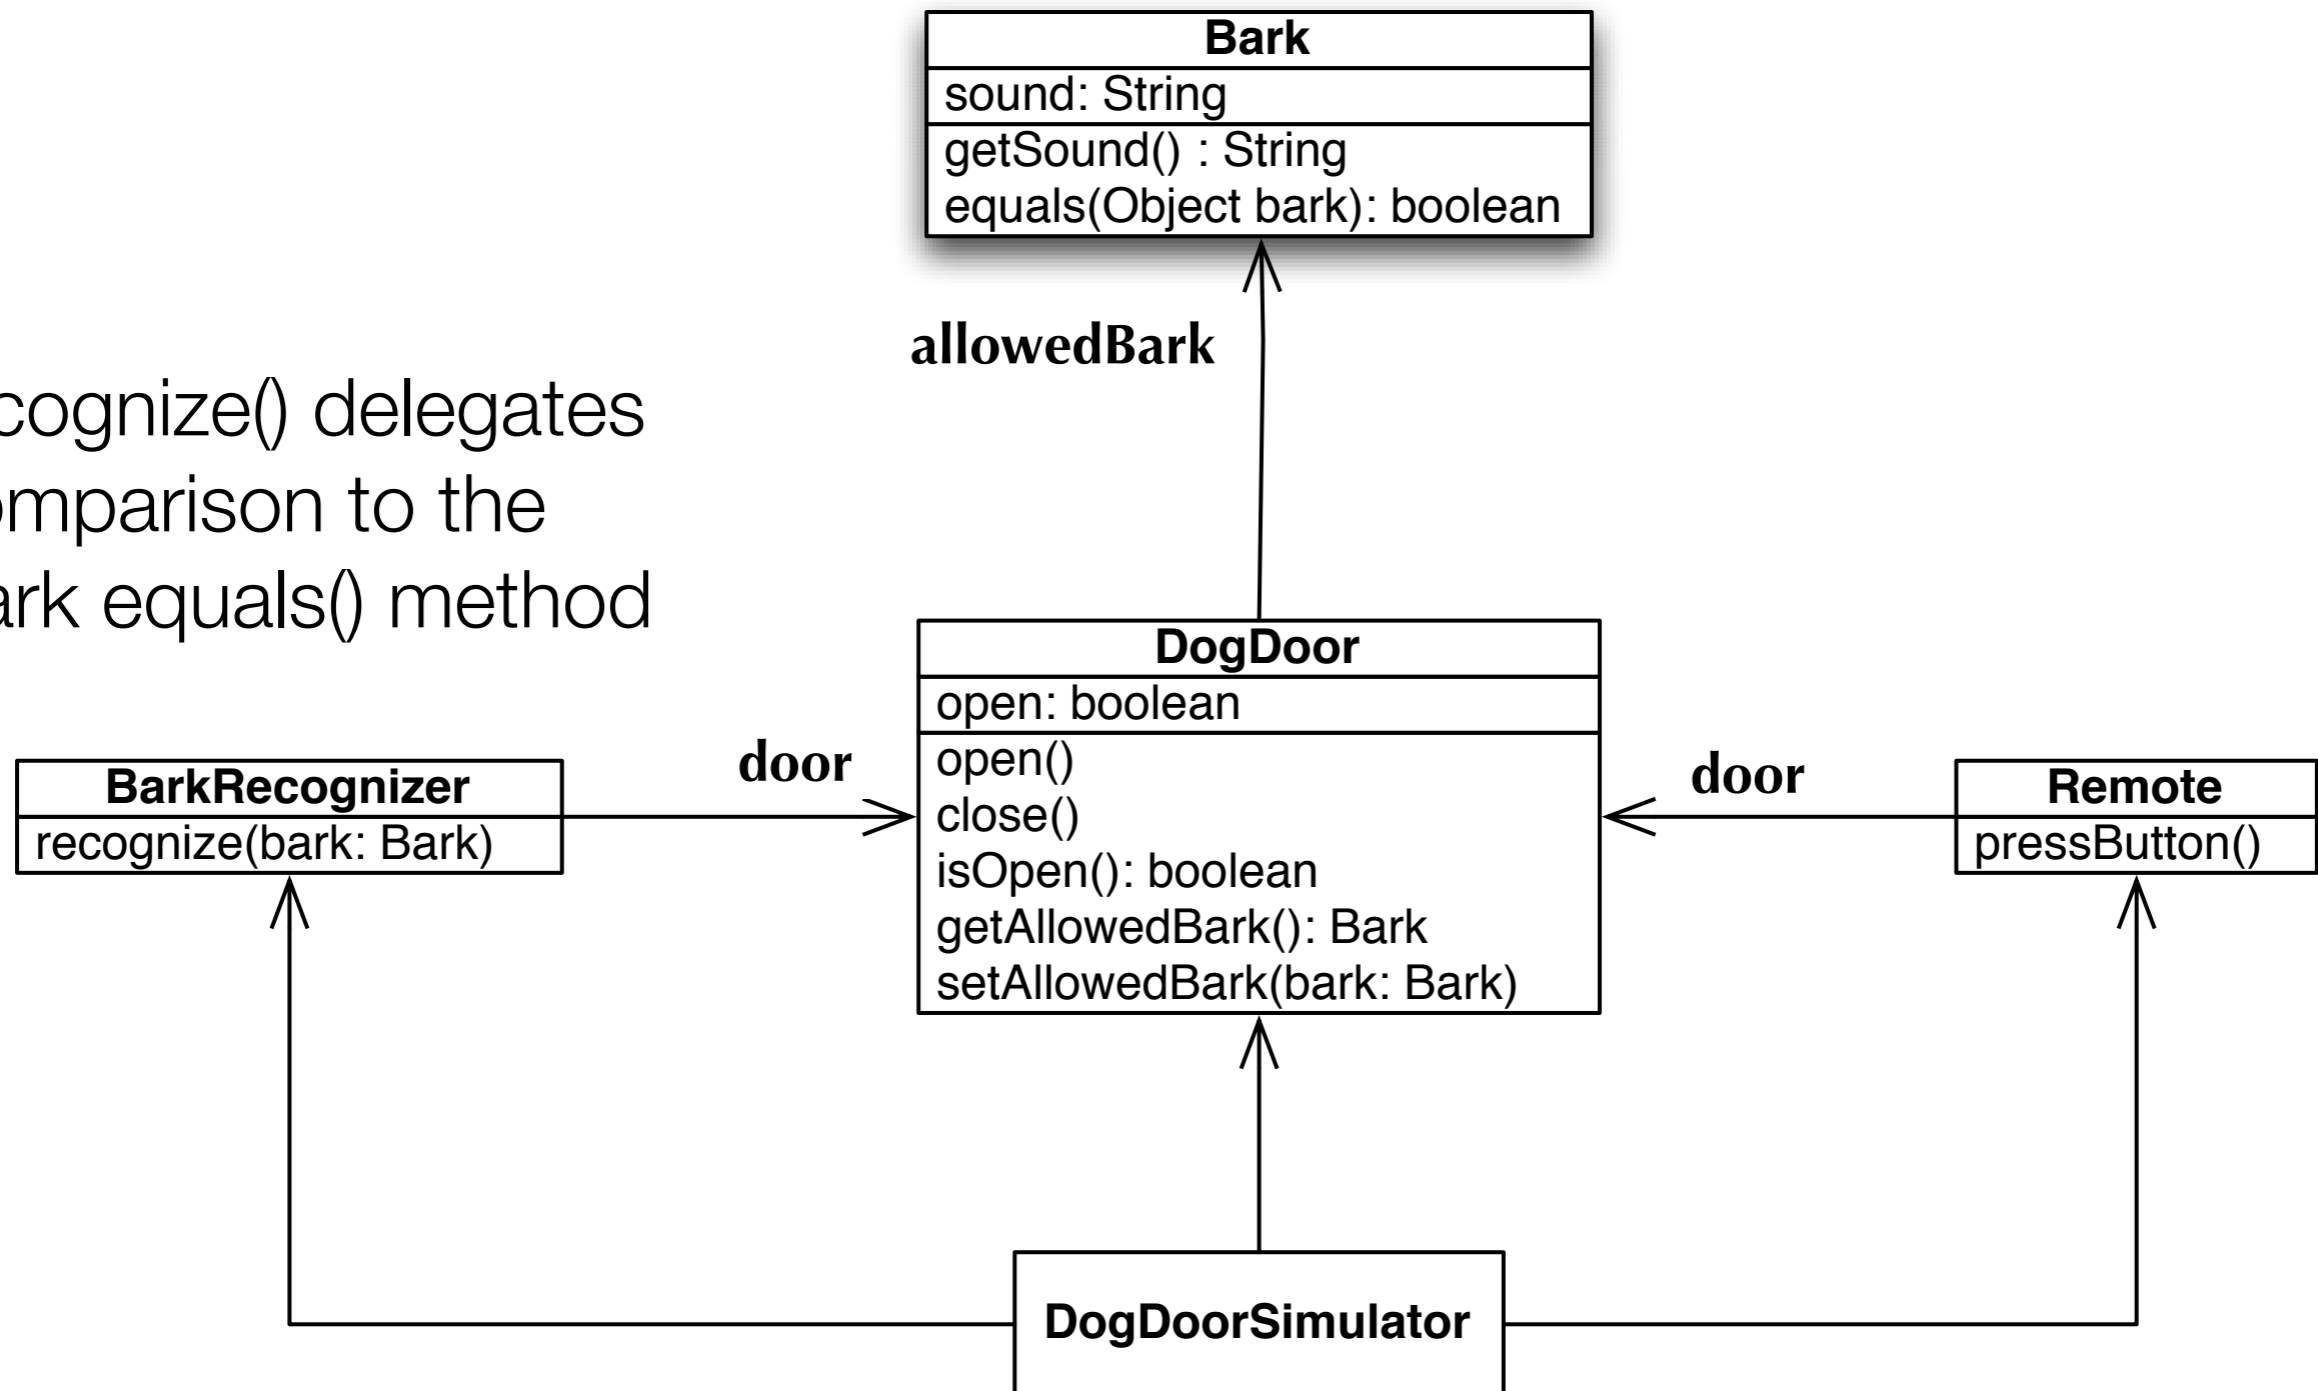 Bark
sound: String
getSound() : String
equals(Object bark): boolean
allowedBark
cognize() delegates
omparison to the
ark equals() method
DogDoor
open: boolean
open()
close()
isOpen(): boolean
getAllowedBark(): Bark
setAllowedBark(bark: Bark)
door
BarkRecognizer
recognize(bark: Bark)
door
Remote
pressButton()
DogDoorSimulator